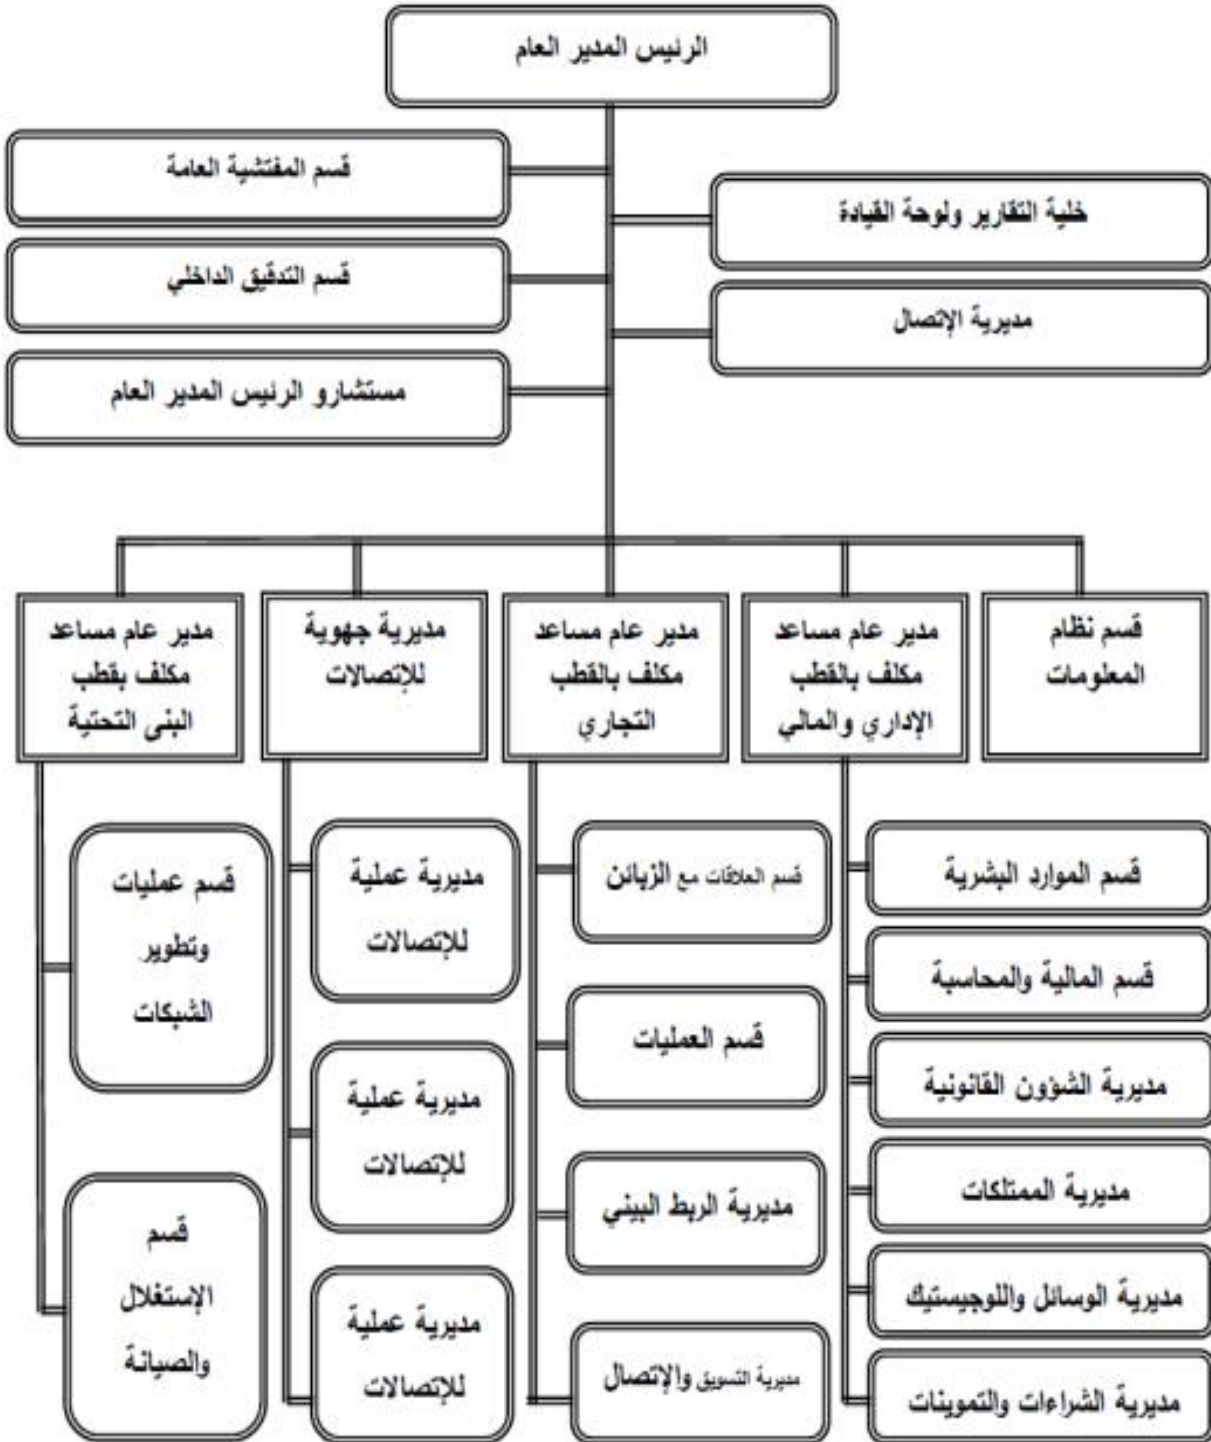 الرئيس المدير العام
قسم المفتشية العامة
خلية التقارير ولوحة القيادة
قسم التدقيق الداخلي
مديرية الإتصال
مستشارو الرئيس المدير العام
قسم نظام
المعلومات
مدير عام مساعد
مكلف بالقطب
الإداري والمالي
مدير عام مساعد
مكلف بالقطب
التجاري
مديرية جهوية
للإتصالات
مدير عام مساعد
مكلف بقطب
البنى التحتية
قسم الموارد البشرية
قسم المالية والمحاسبة
مديرية الشؤون القانونية
مديرية الممتلكات
مديرية الوسائل واللوجيستيك
مديرية الشراءات والتموينات
قسم العلاقات مع الزبائن
قسم العمليات
مديرية الربط البيني
مديرية التسويق والإتصال
مديرية عملية
للإتصالات
مديرية عملية
للإتصالات
مديرية عملية
للإتصالات
قسم عمليات
وتطوير
الشبكات
قسم
الإستغلال
والصيانة